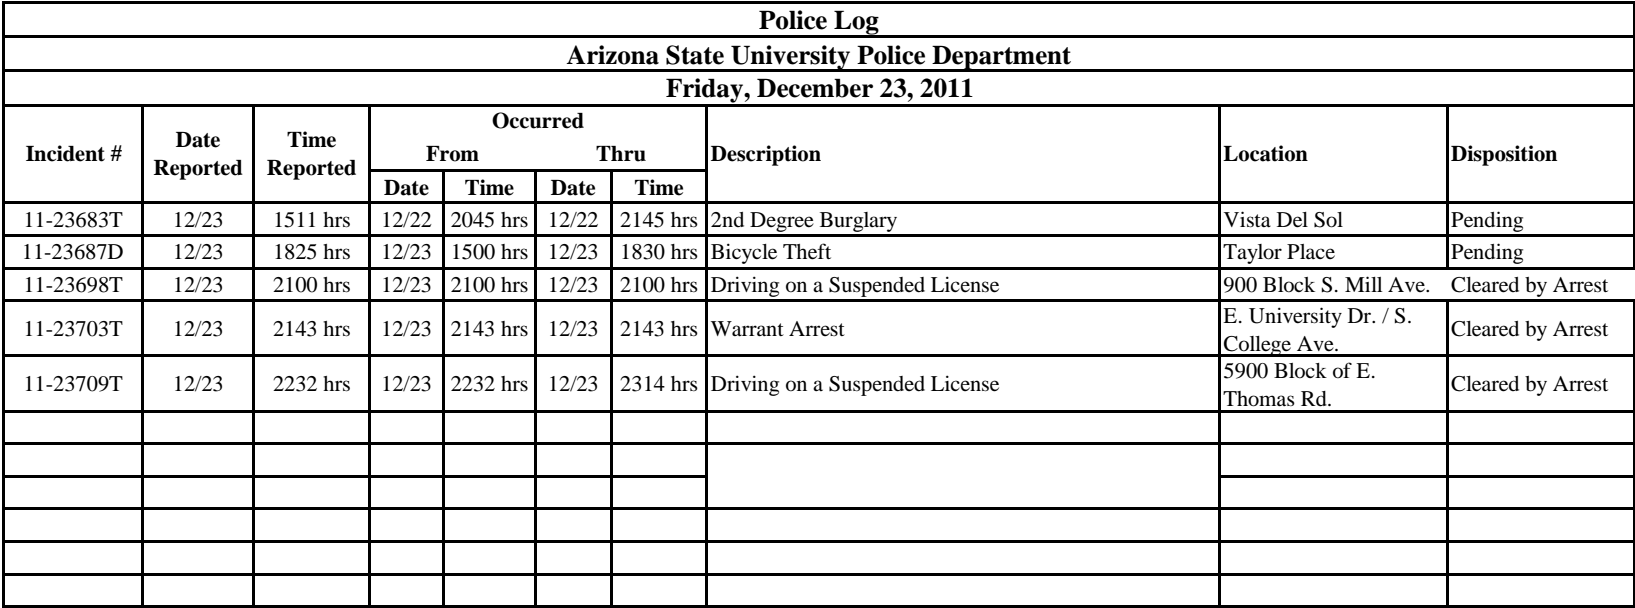 Police Log
Arizona State University Police Department
Friday, December 23, 2011
Incident # Date Reported Time Reported Occurred Description Location Disposition
From Thru
Date Time Date Time
11-23683T 12/23 1511 hrs 12/22 2045 hrs 12/22 2145 hrs 2nd Degree Burglary Vista Del Sol Pending
11-23687D 12/23 1825 hrs 12/23 1500 hrs 12/23 1830 hrs Bicycle Theft Taylor Place Pending
11-23698T 12/23 2100 hrs 12/23 2100 hrs 12/23 2100 hrs Driving on a Suspended License 900 Block S. Mill Ave. Cleared by Arrest
11-23703T 12/23 2143 hrs 12/23 2143 hrs 12/23 2143 hrs Warrant Arrest E. University Dr. / S. College Ave. Cleared by Arrest
11-23709T 12/23 2232 hrs 12/23 2232 hrs 12/23 2314 hrs Driving on a Suspended License 5900 Block of E. Thomas Rd. Cleared by Arrest